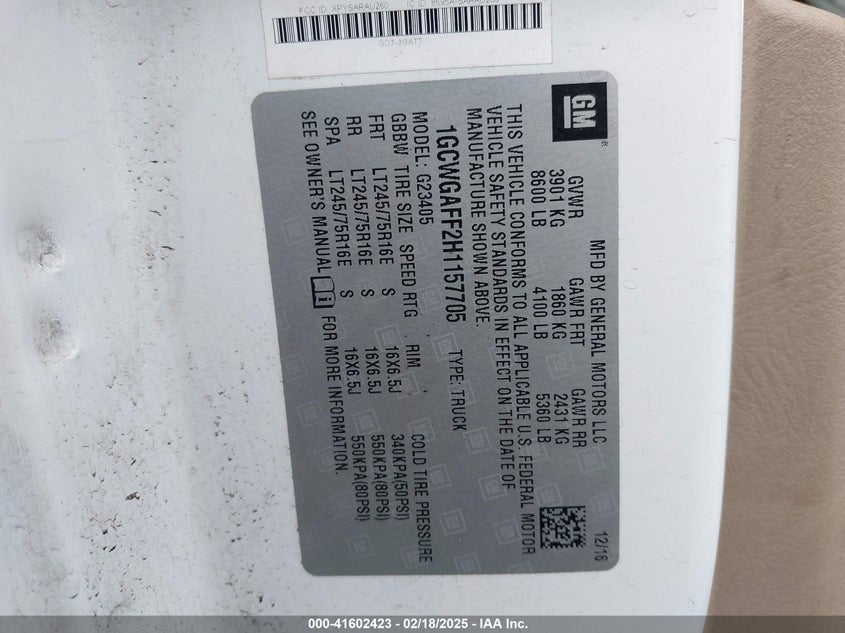 FCC ID XPYSARAU260
GM
MFD BY GENERAL MOTORS LLC 12/16
GVWR GAWR FRT GAWR RR
3901 KG 1860 KG 2431 KG
8600 LB 4100 LB 5360 LB
THIS VEHICLE CONFORMS TO ALL APPLICABLE U.S. FEDERAL MOTOR
VEHICLE SAFETY STANDARDS IN EFFECT ON THE DATE OF
MANUFACTURE SHOWN ABOVE.
1GCWGAFF2H1157705 TYPE: TRUCK
MODEL: G23405
GBBW TIRE SIZE SPEED RTG RIM COLD TIRE PRESSURE
FRT LT245/75R16E S 16X6.5J 340KPA(50PSI)
RR LT245/75R16E S 16X6.5J 550KPA(80PSI)
SPA LT245/75R16E S 16X6.5J 550KPA(80PSI)
SEE OWNER'S MANUAL FOR MORE INFORMATION.
000-41602423 - 02/18/2025 - IAA Inc.